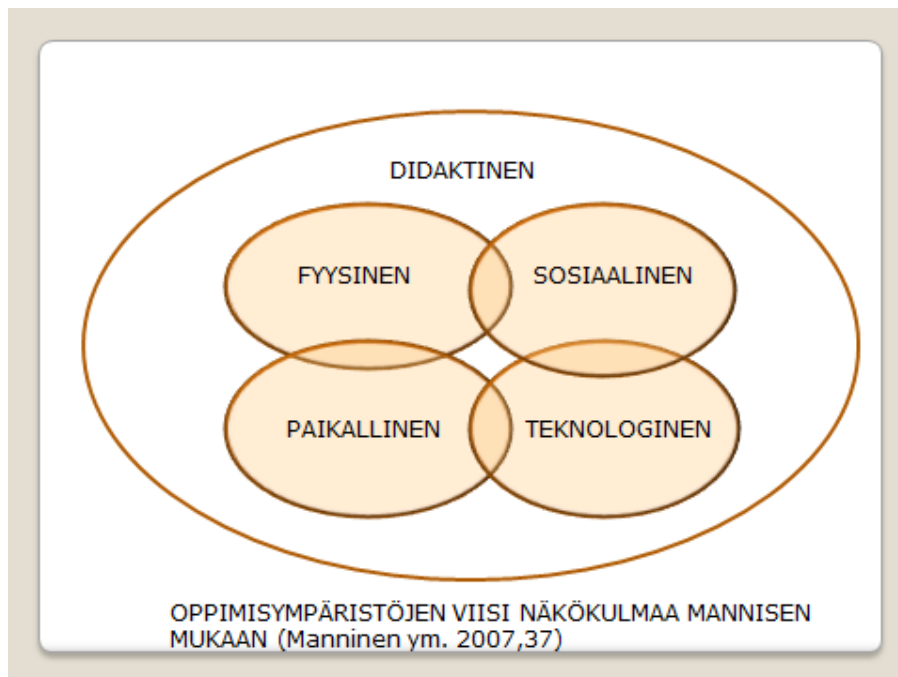 DIDAKTINEN
FYYSINEN
SOSIAALINEN
PAIKALLINEN
TEKNOLOGINEN
OPPIMISYMPÄRISTÖJEN VIISI NÄKÖKULMAA MANNISEN
MUKAAN (Manninen ym. 2007,37)